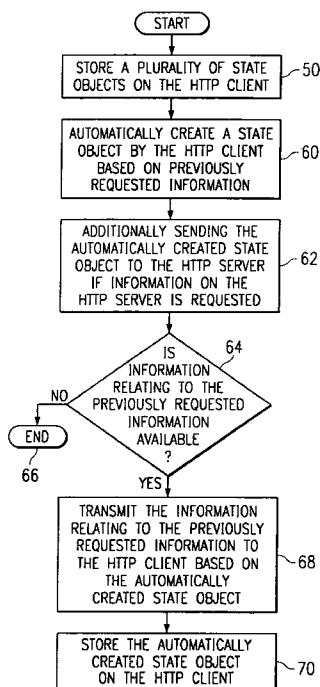 START
STORE A PLURALITY OF STATE
OBJECTS ON THE HTTP CLIENT
50
AUTOMATICALLY CREATE A STATE
OBJECT BY THE HTTP CLIENT
BASED ON PREVIOUSLY
REQUESTED INFORMATION
60
ADDITIONALLY SENDING THE
AUTOMATICALLY CREATED STATE
OBJECT TO THE HTTP SERVER
IF INFORMATION ON THE
HTTP SERVER IS REQUESTED
62
64
IS
INFORMATION
RELATING TO THE
PREVIOUSLY REQUESTED
INFORMATION
AVAILABLE
?
NO
END
66
YES
TRANSMIT THE INFORMATION
RELATING TO THE PREVIOUSLY
REQUESTED INFORMATION TO
THE HTTP CLIENT BASED ON
THE AUTOMATICALLY
CREATED STATE OBJECT
68
STORE THE AUTOMATICALLY
CREATED STATE OBJECT
ON THE HTTP CLIENT
70